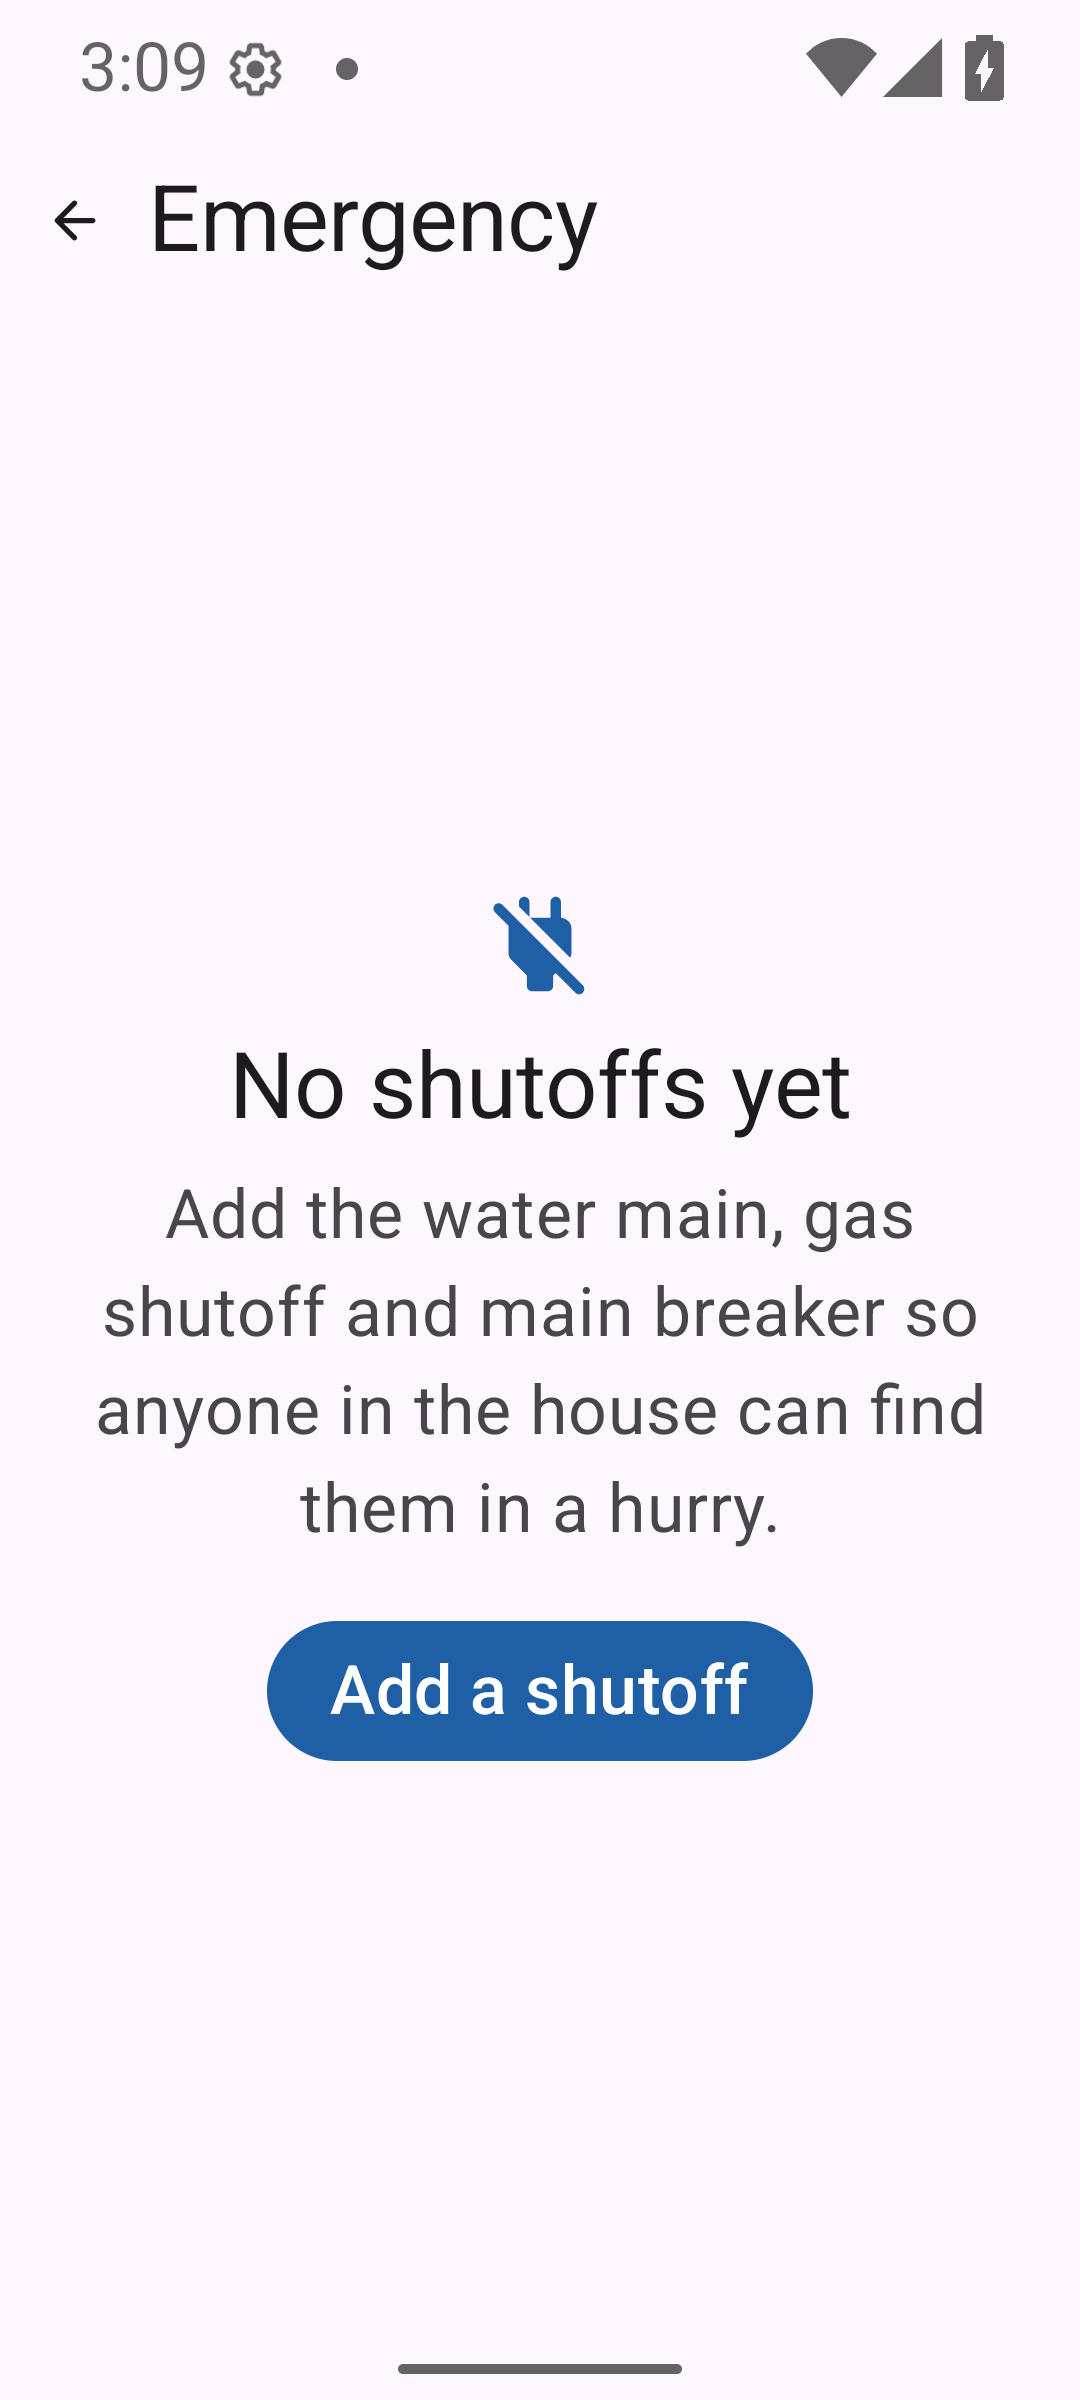 3:09
Emergency
No shutoffs yet
Add the water main, gas
shutoff and main breaker so
anyone in the house can find
them in a hurry.
Add a shutoff